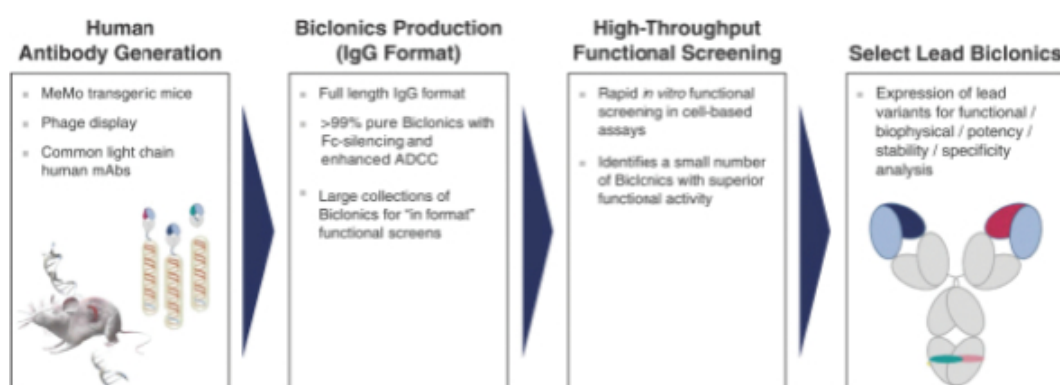 Human
Antibody Generation
MeMo transgeric mice
Phage display
Common light chain
human mAbs
Biclonics Production
(IgG Format)
Full length IgG format
>99% pure Biclonics with
Fc-silencing and
enhanced ADCC
Large collections of
Biclonics for "in format"
functional screens
High-Throughput
Functional Screening
Rapid in vitro functional
screening in cell-based
assays
Identifies a small number
of Biclcnics with superior
functional activity
Select Lead Biclonics
Expression of lead
variants for functional /
biophysical / potency /
stability / specificity
analysis